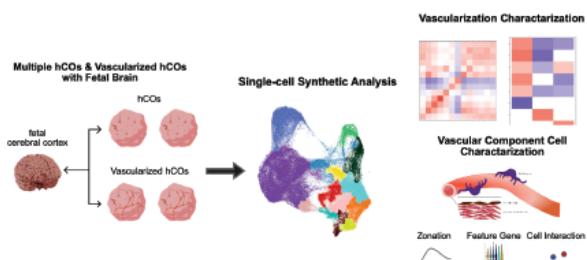 Vascularization Characterization
Multiple hCOs & Vascularized hCOs
with Fetal Brain
hCOs
fetal
cerebral cortex
Vascularized hCOs
Single-cell Synthetic Analysis
Vascular Component Cell
Charactarization
Zonation Feature Gene Cell Interaction